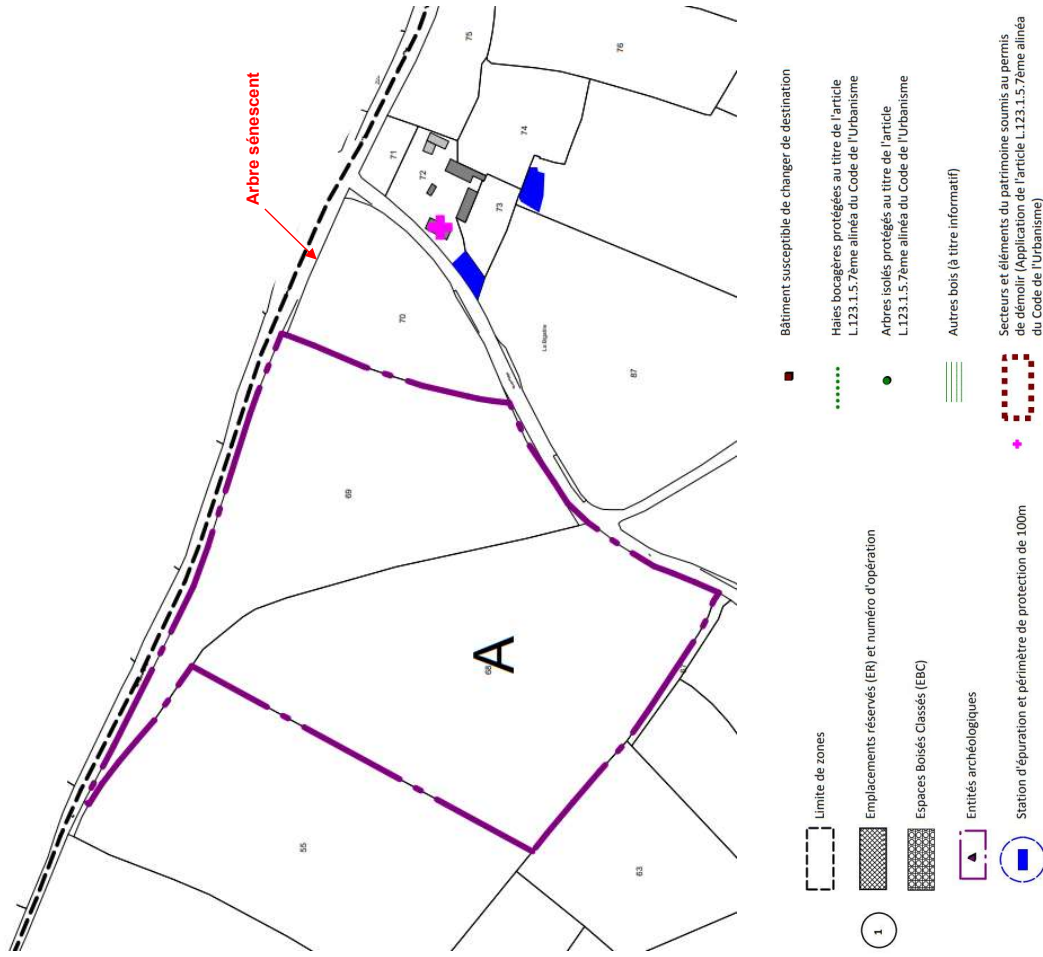 Arbre sénescent
75
76
71
72
74
73
70
69
La Bigatire
87
A
68
55
63
Limite de zones
1
Emplacements réservés (ER) et numéro d'opération
Espaces Boisés Classés (EBC)
Entités archéologiques
Station d'épuration et périmètre de protection de 100m
Bâtiment susceptible de changer de destination
Haies bocagères protégées au titre de l'article
L.123.1.5.7ème alinéa du Code de l'Urbanisme
Arbres isolés protégés au titre de l'article
L.123.1.5.7ème alinéa du Code de l'Urbanisme
Autres bois (à titre informatif)
Secteurs et éléments du patrimoine soumis au permis
de démolir (Application de l'article L.123.1.5.7ème alinéa
du Code de l'Urbanisme)